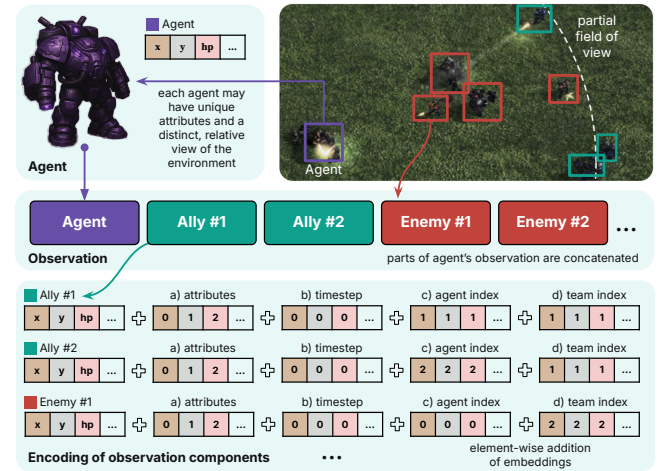 Agent
x y hp ...
each agent may
have unique
attributes and a
distinct, relative
view of the
environment
Agent
partial
field of
view
Agent
Agent Ally #1 Ally #2 Enemy #1 Enemy #2 ...
Observation
parts of agent's observation are concatenated
Ally #1 a) attributes b) timestep c) agent index d) team index
x y hp ... + 0 1 2 ... + 0 0 0 ... + 1 1 1 ... + 1 1 1 ...
Ally #2 a) attributes b) timestep c) agent index d) team index
x y hp ... + 0 1 2 ... + 0 0 0 ... + 2 2 2 ... + 1 1 1 ...
Enemy #1 a) attributes b) timestep c) agent index d) team index
x y hp ... + 0 1 2 ... + 0 0 0 ... + 0 0 0 ... + 2 2 2 ...
Encoding of observation components ...
element-wise addition
of embeddings